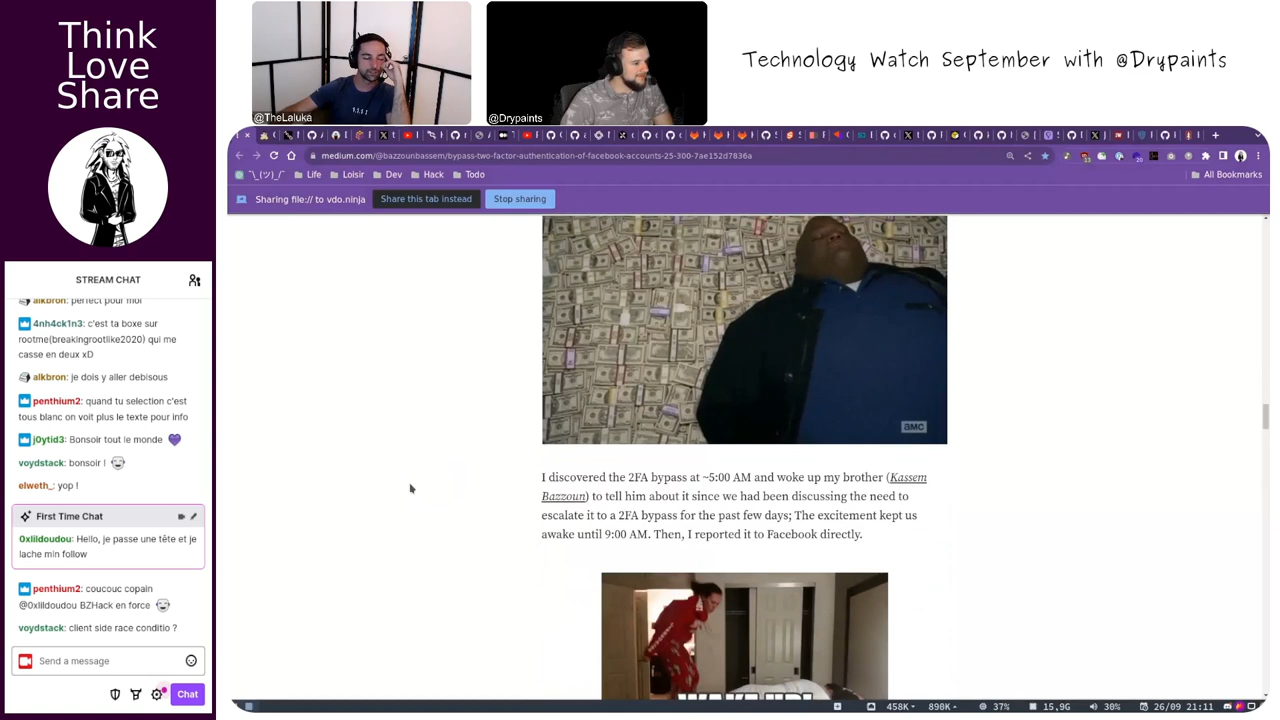 Think
Love
Share
@TheLaluka
@Drypaints
Technology Watch September with @Drypaints
medium.com/@bazzounbassem/bypass-two-factor-authentication-of-facebook-accounts-25-300-7ae152d7836a
¯\_(ツ)_/¯
Life
Loisir
Dev
Hack
Todo
All Bookmarks
Sharing file:// to vdo.ninja
Share this tab instead
Stop sharing
STREAM CHAT
alkbron: perfect pour moi
4nh4ck1n3: c'est ta boxe sur
rootme(breakingrootlike2020) qui me
casse en deux xD
alkbron: je dois y aller debisous
penthium2: quand tu selection c'est
tous blanc on voit plus le texte pour info
j0ytid3: Bonsoir tout le monde 💜
voydstack: bonsoir !
elweth_: yop !
First Time Chat
0xlildoudou: Hello, je passe une tête et je
lache min follow
penthium2: coucouc copain
@0xlildoudou BZHack en force
voydstack: client side race conditio ?
Send a message
Chat
amc
I discovered the 2FA bypass at ~5:00 AM and woke up my brother (Kassem
Bazzoun) to tell him about it since we had been discussing the need to
escalate it to a 2FA bypass for the past few days; The excitement kept us
awake until 9:00 AM. Then, I reported it to Facebook directly.
458K
890K
37%
15,9G
30%
26/09 21:11